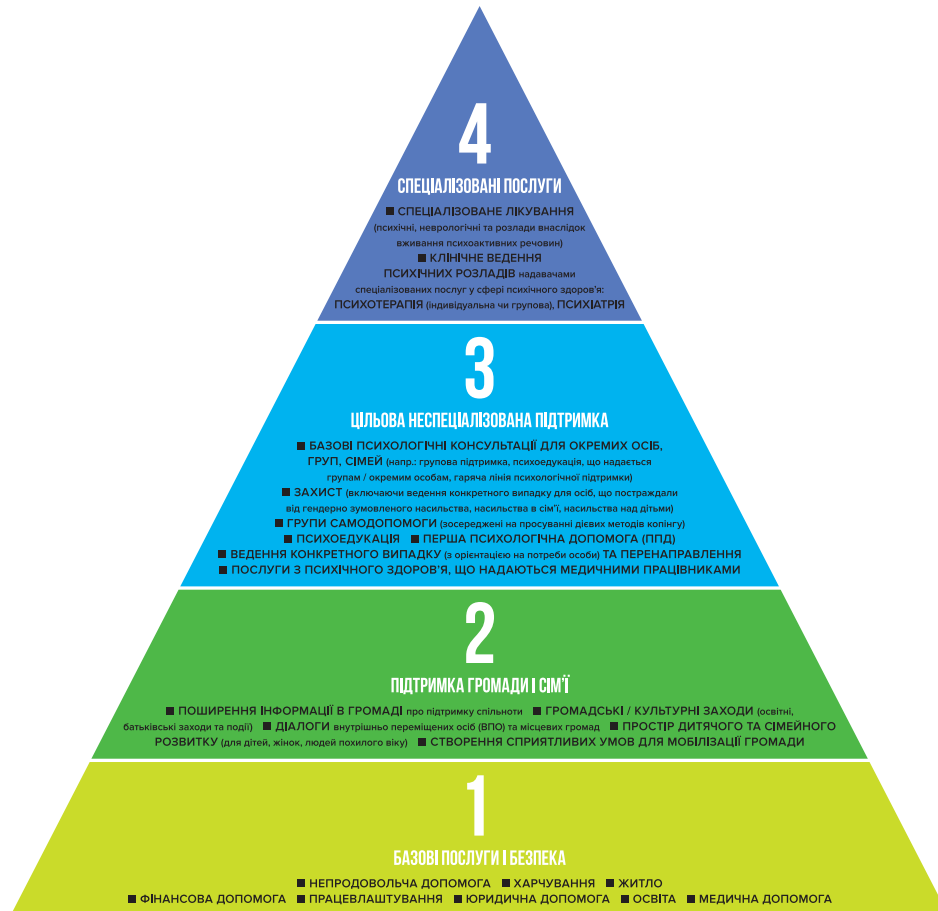 4
СПЕЦІАЛІЗОВАНІ ПОСЛУГИ
■ СПЕЦІАЛІЗОВАНЕ ЛІКУВАННЯ
(психічні, неврологічні та розлади внаслідок
вживання психоактивних речовин)
■ КЛІНІЧНЕ ВЕДЕННЯ
ПСИХІЧНИХ РОЗЛАДІВ надавачами
спеціалізованих послуг у сфері психічного здоров'я:
ПСИХОТЕРАПІЯ (індивідуальна чи групова), ПСИХІАТРІЯ
3
ЦІЛЬОВА НЕСПЕЦІАЛІЗОВАНА ПІДТРИМКА
■ БАЗОВІ ПСИХОЛОГІЧНІ КОНСУЛЬТАЦІЇ ДЛЯ ОКРЕМИХ ОСІБ,
ГРУП, СІМЕЙ (напр.: групова підтримка, психоедукація, що надається
групам / окремим особам, гаряча лінія психологічної підтримки)
■ ЗАХИСТ (включаючи ведення конкретного випадку для осіб, що постраждали
від гендерно зумовленого насильства, насильства в сім'ї, насильства над дітьми)
■ ГРУПИ САМОДОПОМОГИ (зосереджені на просуванні дієвих методів копінгу)
■ ПСИХОЕДУКАЦІЯ ■ ПЕРША ПСИХОЛОГІЧНА ДОПОМОГА (ППД)
■ ВЕДЕННЯ КОНКРЕТНОГО ВИПАДКУ (з орієнтацією на потреби особи) ТА ПЕРЕНАПРАВЛЕННЯ
■ ПОСЛУГИ З ПСИХІЧНОГО ЗДОРОВ'Я, ЩО НАДАЮТЬСЯ МЕДИЧНИМИ ПРАЦІВНИКАМИ
2
ПІДТРИМКА ГРОМАДИ І СІМ'Ї
■ ПОШИРЕННЯ ІНФОРМАЦІЇ В ГРОМАДІ про підтримку спільноти ■ ГРОМАДСЬКІ / КУЛЬТУРНІ ЗАХОДИ (освітні,
батьківські заходи та події) ■ ДІАЛОГИ внутрішньо переміщених осіб (ВПО) та місцевих громад ■ ПРОСТІР ДИТЯЧОГО ТА СІМЕЙНОГО
РОЗВИТКУ (для дітей, жінок, людей похилого віку) ■ СТВОРЕННЯ СПРИЯТЛИВИХ УМОВ ДЛЯ МОБІЛІЗАЦІЇ ГРОМАДИ
1
БАЗОВІ ПОСЛУГИ І БЕЗПЕКА
■ НЕПРОДОВОЛЬЧА ДОПОМОГА ■ ХАРЧУВАННЯ ■ ЖИТЛО
■ ФІНАНСОВА ДОПОМОГА ■ ПРАЦЕВЛАШТУВАННЯ ■ ЮРИДИЧНА ДОПОМОГА ■ ОСВІТА ■ МЕДИЧНА ДОПОМОГА